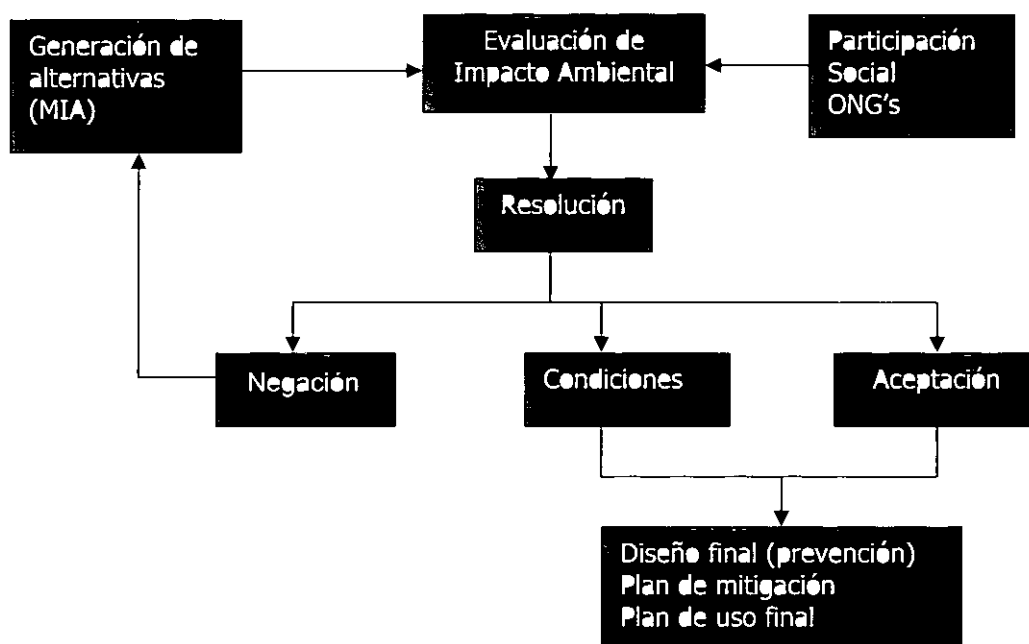 Generación de
alternativas
(MIA)
Evaluación de
Impacto Ambiental
Participación
Social
ONG's
Resolución
Negación
Condiciones
Aceptación
Diseño final (prevención)
Plan de mitigación
Plan de uso final